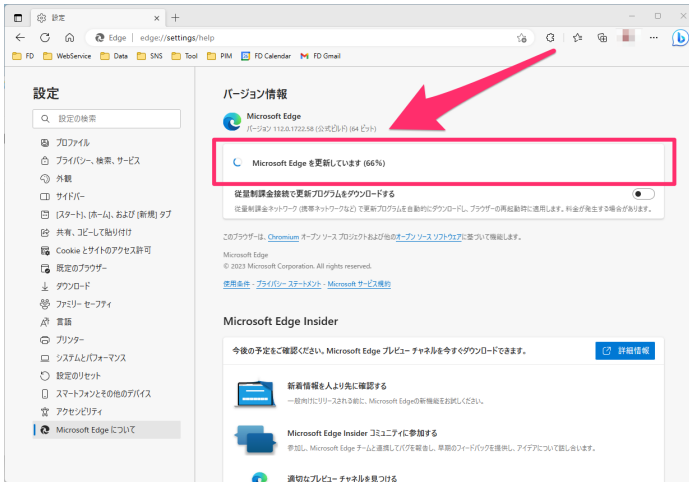 設定
Edge
edge://settings/help
FD
WebService
Data
SNS
Tool
PIM
FD Calendar
FD Gmail
設定
設定の検索
プロファイル
プライバシー、検索、サービス
外観
サイドバー
[スタート]、[ホーム]、および [新規] タブ
共有、コピーして貼り付け
Cookie とサイトのアクセス許可
既定のブラウザー
ダウンロード
ファミリー セーフティ
言語
プリンター
システムとパフォーマンス
設定のリセット
スマートフォンとその他のデバイス
アクセシビリティ
Microsoft Edge について
バージョン情報
Microsoft Edge
バージョン 112.0.1722.58 (公式ビルド) (64 ビット)
Microsoft Edge を更新しています (66%)
従量制課金接続で更新プログラムをダウンロードする
従量制課金ネットワーク (携帯ネットワークなど) で更新プログラムを自動的にダウンロードし、ブラウザーの再起動時に適用します。料金が発生する場合があります。
このブラウザーは、Chromium オープン ソース プロジェクトおよび他のオープン ソース ソフトウェアに基づいて機能します。
Microsoft Edge
© 2023 Microsoft Corporation. All rights reserved.
使用条件 - プライバシー ステートメント - Microsoft サービス規約
Microsoft Edge Insider
今後の予定をご確認ください。Microsoft Edge プレビュー チャネルを今すぐダウンロードできます。
詳細情報
新着情報を人より先に確認する
一般向けにリリースされる前に、Microsoft Edgeの新機能をお試しください。
Microsoft Edge Insider コミュニティに参加する
参加し、Microsoft Edge チームと連携してバグを報告し、早期のフィードバックを提供し、アイデアについて話し合います。
適切なプレビュー チャネルを見つける